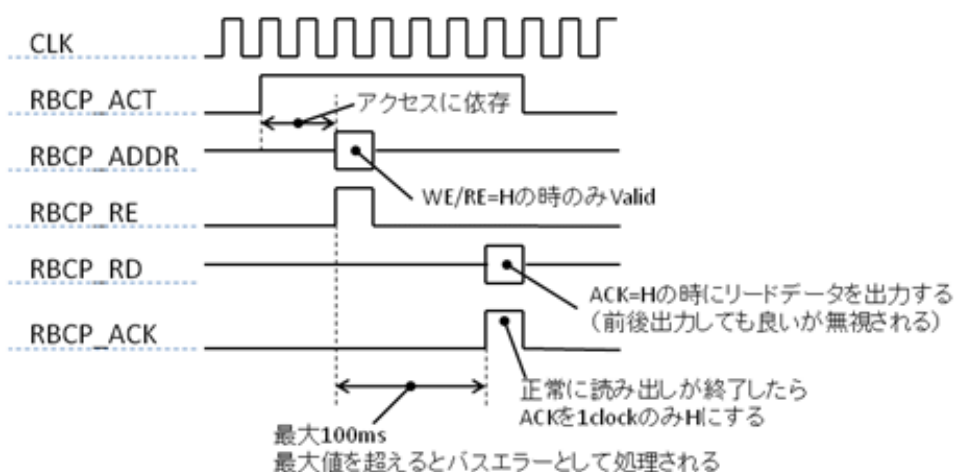 CLK
RBCP_ACT
アクセスに依存
RBCP_ADDR
WE/RE=Hの時のみValid
RBCP_RE
RBCP_RD
ACK=Hの時にリードデータを出力する
（前後出力しても良いが無視される）
RBCP_ACK
正常に読み出しが終了したら
ACKを1clockのみHにする
最大100ms
最大値を超えるとバスエラーとして処理される